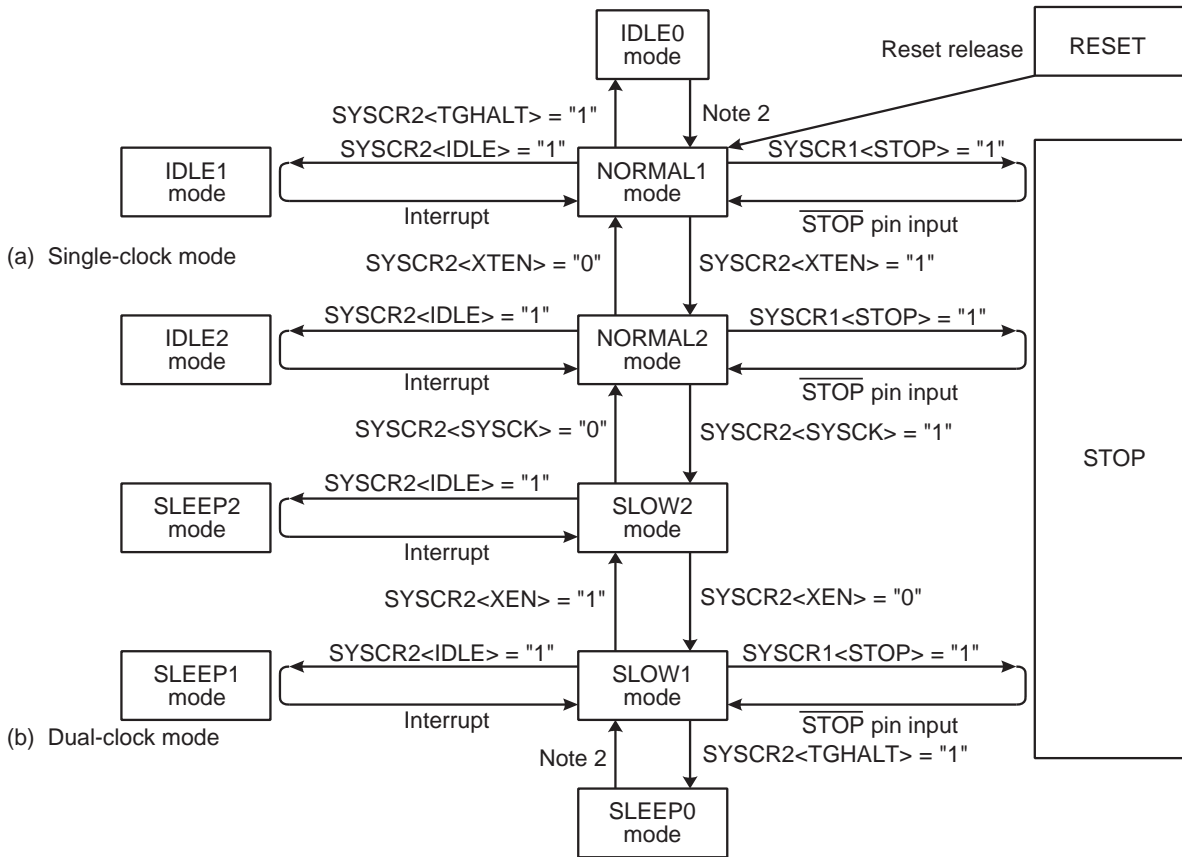 IDLE0
mode
Reset release
RESET
SYSCR2<TGHALT> = "1"
Note 2
IDLE1
mode
SYSCR2<IDLE> = "1"
Interrupt
NORMAL1
mode
SYSCR1<STOP> = "1"
STOP pin input
(a) Single-clock mode
SYSCR2<XTEN> = "0"
SYSCR2<XTEN> = "1"
IDLE2
mode
SYSCR2<IDLE> = "1"
Interrupt
NORMAL2
mode
SYSCR1<STOP> = "1"
STOP pin input
SYSCR2<SYSCK> = "0"
SYSCR2<SYSCK> = "1"
STOP
SLEEP2
mode
SYSCR2<IDLE> = "1"
Interrupt
SLOW2
mode
SYSCR2<XEN> = "1"
SYSCR2<XEN> = "0"
SLEEP1
mode
SYSCR2<IDLE> = "1"
Interrupt
SLOW1
mode
SYSCR1<STOP> = "1"
STOP pin input
(b) Dual-clock mode
Note 2
SYSCR2<TGHALT> = "1"
SLEEP0
mode